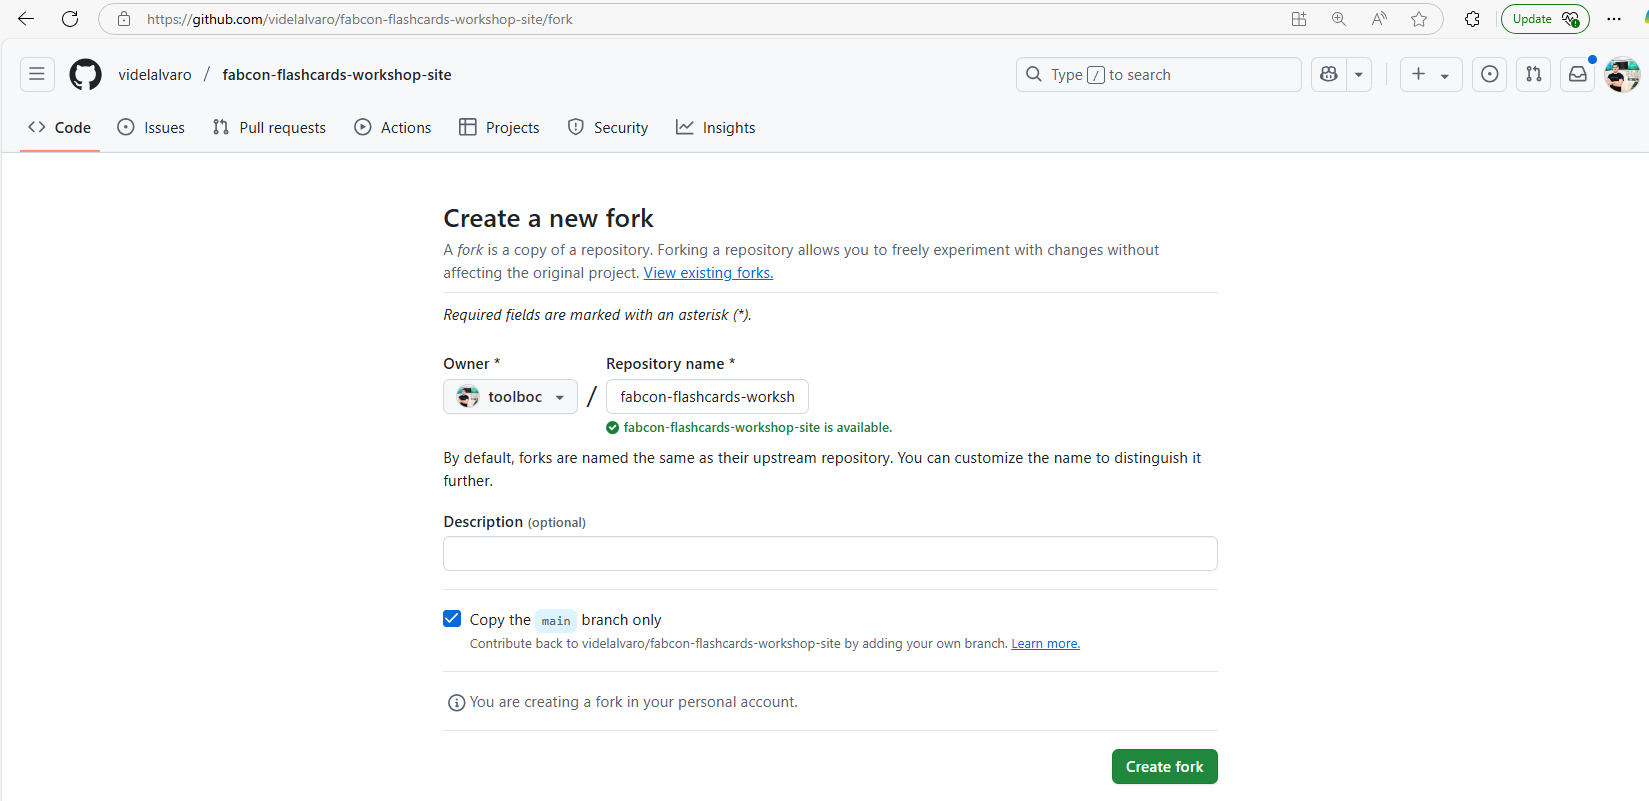 https://github.com/videlalvaro/fabcon-flashcards-workshop-site/fork
Update
videlalvaro / fabcon-flashcards-workshop-site
Type / to search
Code Issues Pull requests Actions Projects Security Insights
Create a new fork
A fork is a copy of a repository. Forking a repository allows you to freely experiment with changes without
affecting the original project. View existing forks.
Required fields are marked with an asterisk (*).
Owner * Repository name *
toolboc / fabcon-flashcards-worksh
fabcon-flashcards-workshop-site is available.
By default, forks are named the same as their upstream repository. You can customize the name to distinguish it
further.
Description (optional)
Copy the main branch only
Contribute back to videlalvaro/fabcon-flashcards-workshop-site by adding your own branch. Learn more.
You are creating a fork in your personal account.
Create fork